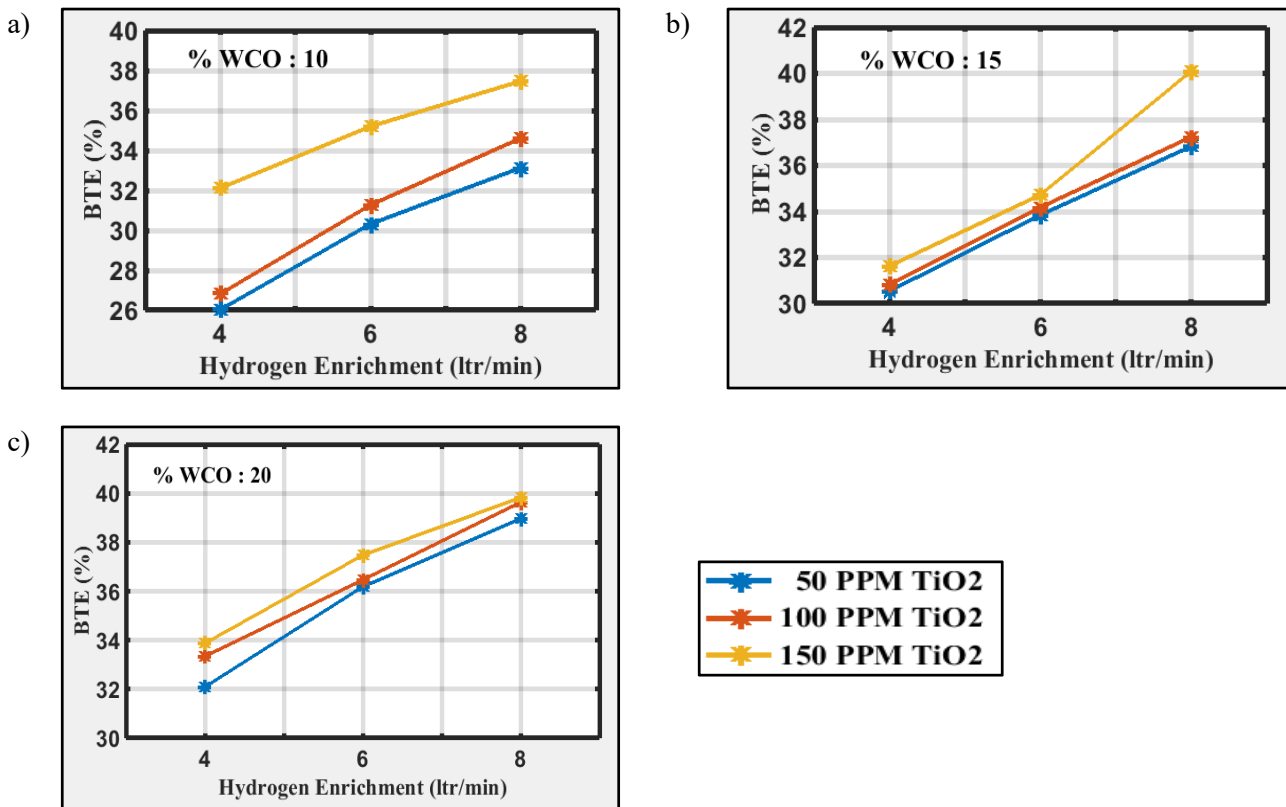 a)
% WCO : 10
BTE (%)
40
38
36
34
32
30
28
26
4 6 8
Hydrogen Enrichment (ltr/min)
b)
% WCO : 15
BTE (%)
42
40
38
36
34
32
30
4 6 8
Hydrogen Enrichment (ltr/min)
c)
% WCO : 20
BTE (%)
42
40
38
36
34
32
30
4 6 8
Hydrogen Enrichment (ltr/min)
50 PPM TiO2
100 PPM TiO2
150 PPM TiO2